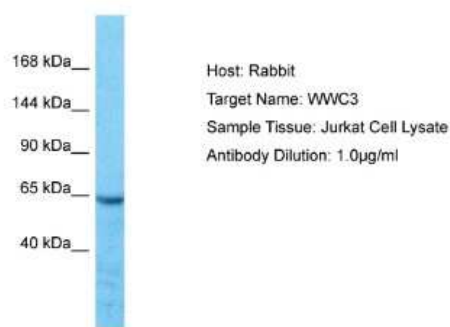 168 kDa
144 kDa
90 kDa
65 kDa
40 kDa
Host: Rabbit
Target Name: WWC3
Sample Tissue: Jurkat Cell Lysate
Antibody Dilution: 1.0µg/ml